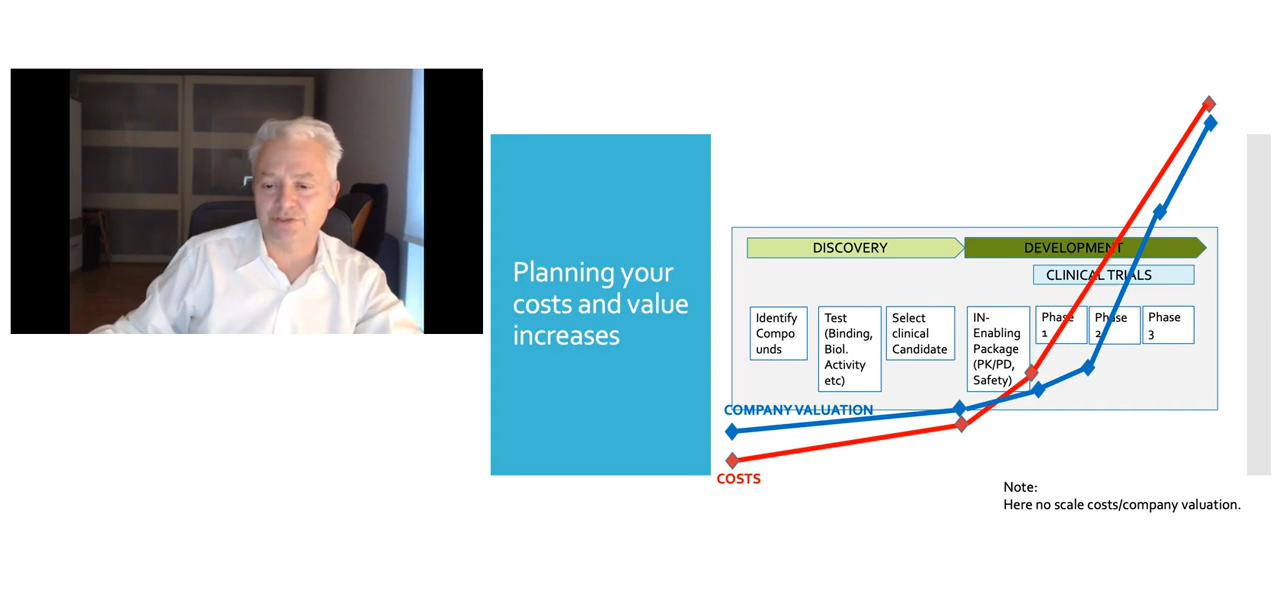 Planning your
costs and value
increases
DISCOVERY
DEVELOPMENT
CLINICAL TRIALS
Identify
Compo
unds
Test
(Binding,
Biol.
Activity
etc)
Select
clinical
Candidate
IN-
Enabling
Package
(PK/PD,
Safety)
Phase
1
Phase
2
Phase
3
COMPANY VALUATION
COSTS
Note:
Here no scale costs/company valuation.